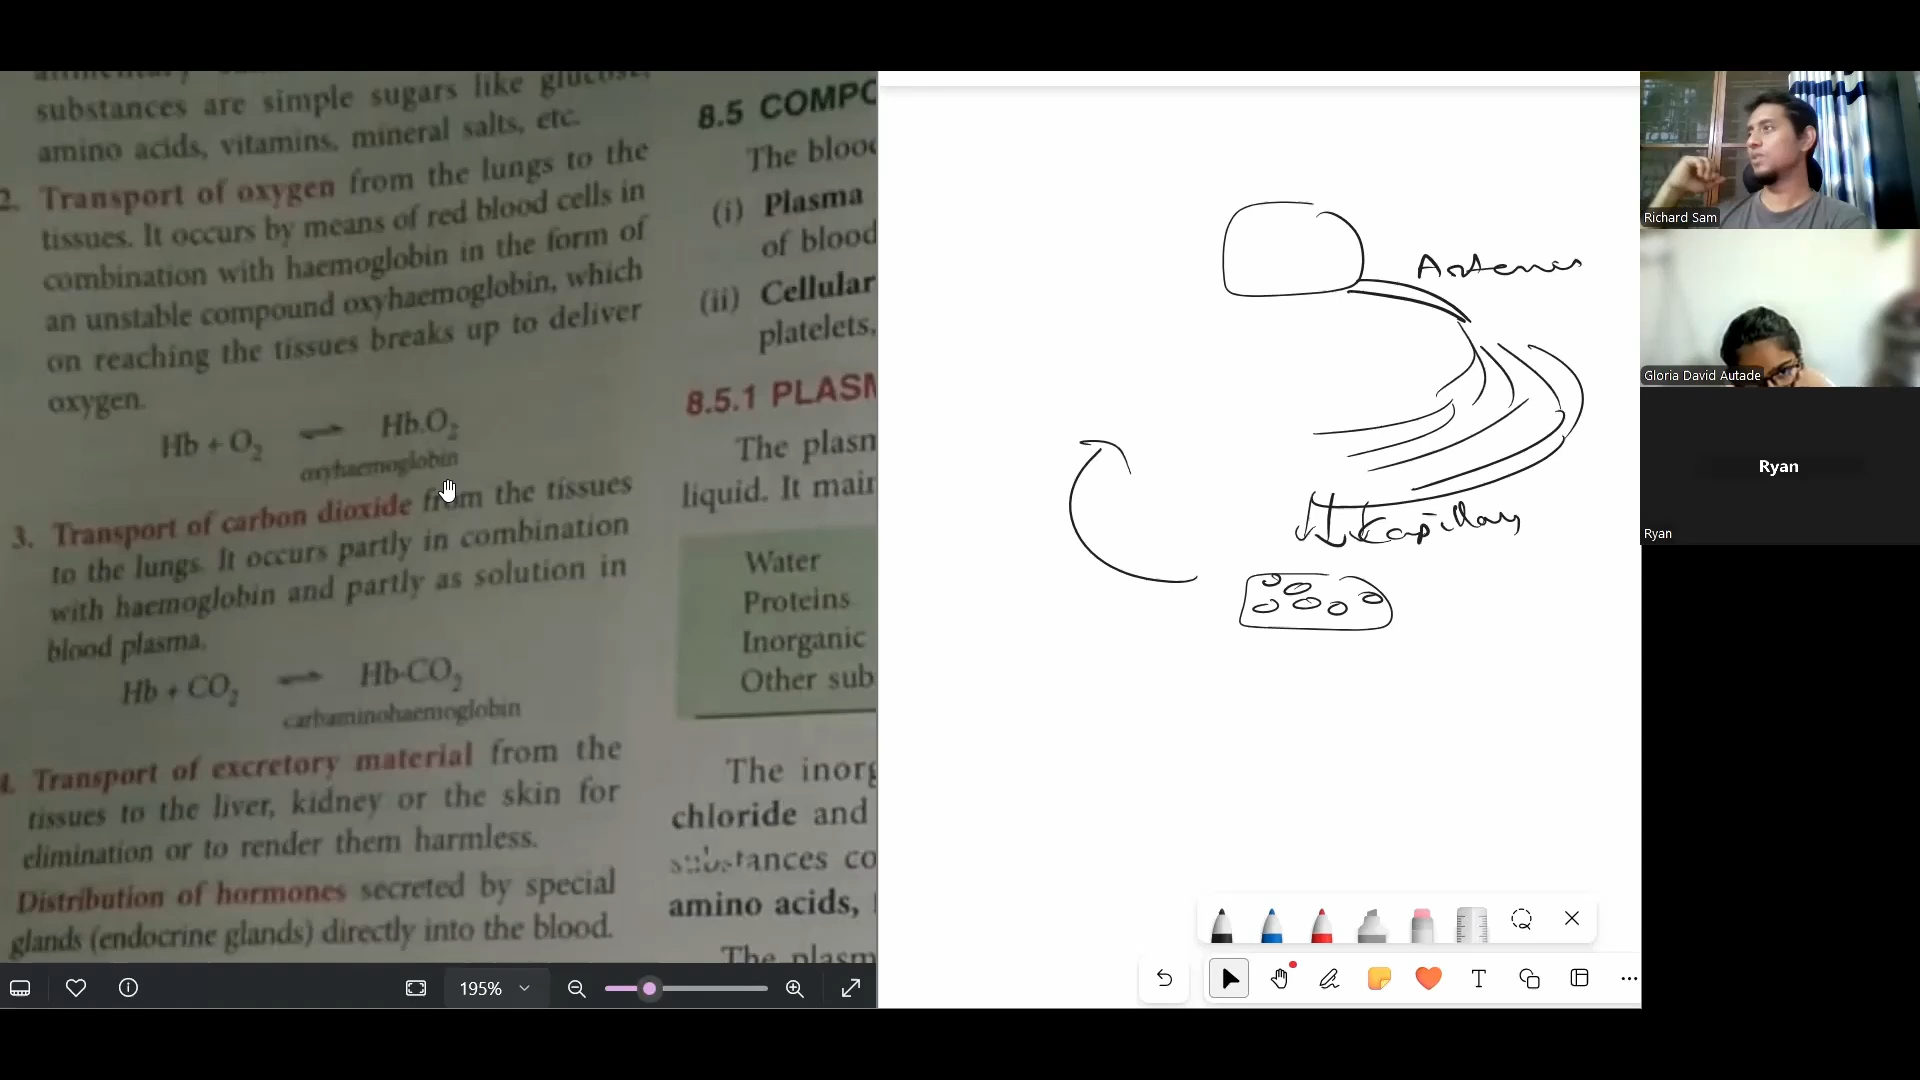 substances are simple sugars like glucose,
amino acids, vitamins, mineral salts, etc.
2. Transport of oxygen from the lungs to the
tissues. It occurs by means of red blood cells in
combination with haemoglobin in the form of
an unstable compound oxyhaemoglobin, which
on reaching the tissues breaks up to deliver
oxygen.
Hb + O2 ⇌ Hb.O2
oxyhaemoglobin
3. Transport of carbon dioxide from the tissues
to the lungs. It occurs partly in combination
with haemoglobin and partly as solution in
blood plasma.
Hb + CO2 ⇌ Hb-CO2
carbaminohaemoglobin
4. Transport of excretory material from the
tissues to the liver, kidney or the skin for
elimination or to render them harmless.
Distribution of hormones secreted by special
glands (endocrine glands) directly into the blood.
8.5 COMPO
The blood
(i) Plasma
of blood
(ii) Cellular
platelets,
8.5.1 PLASM
The plasm
liquid. It main
Water
Proteins
Inorganic
Other sub
The inorg
chloride and
substances co
amino acids,
The plasm
195%
Capillary
T
Richard Sam
Gloria David Autade
Ryan
Ryan